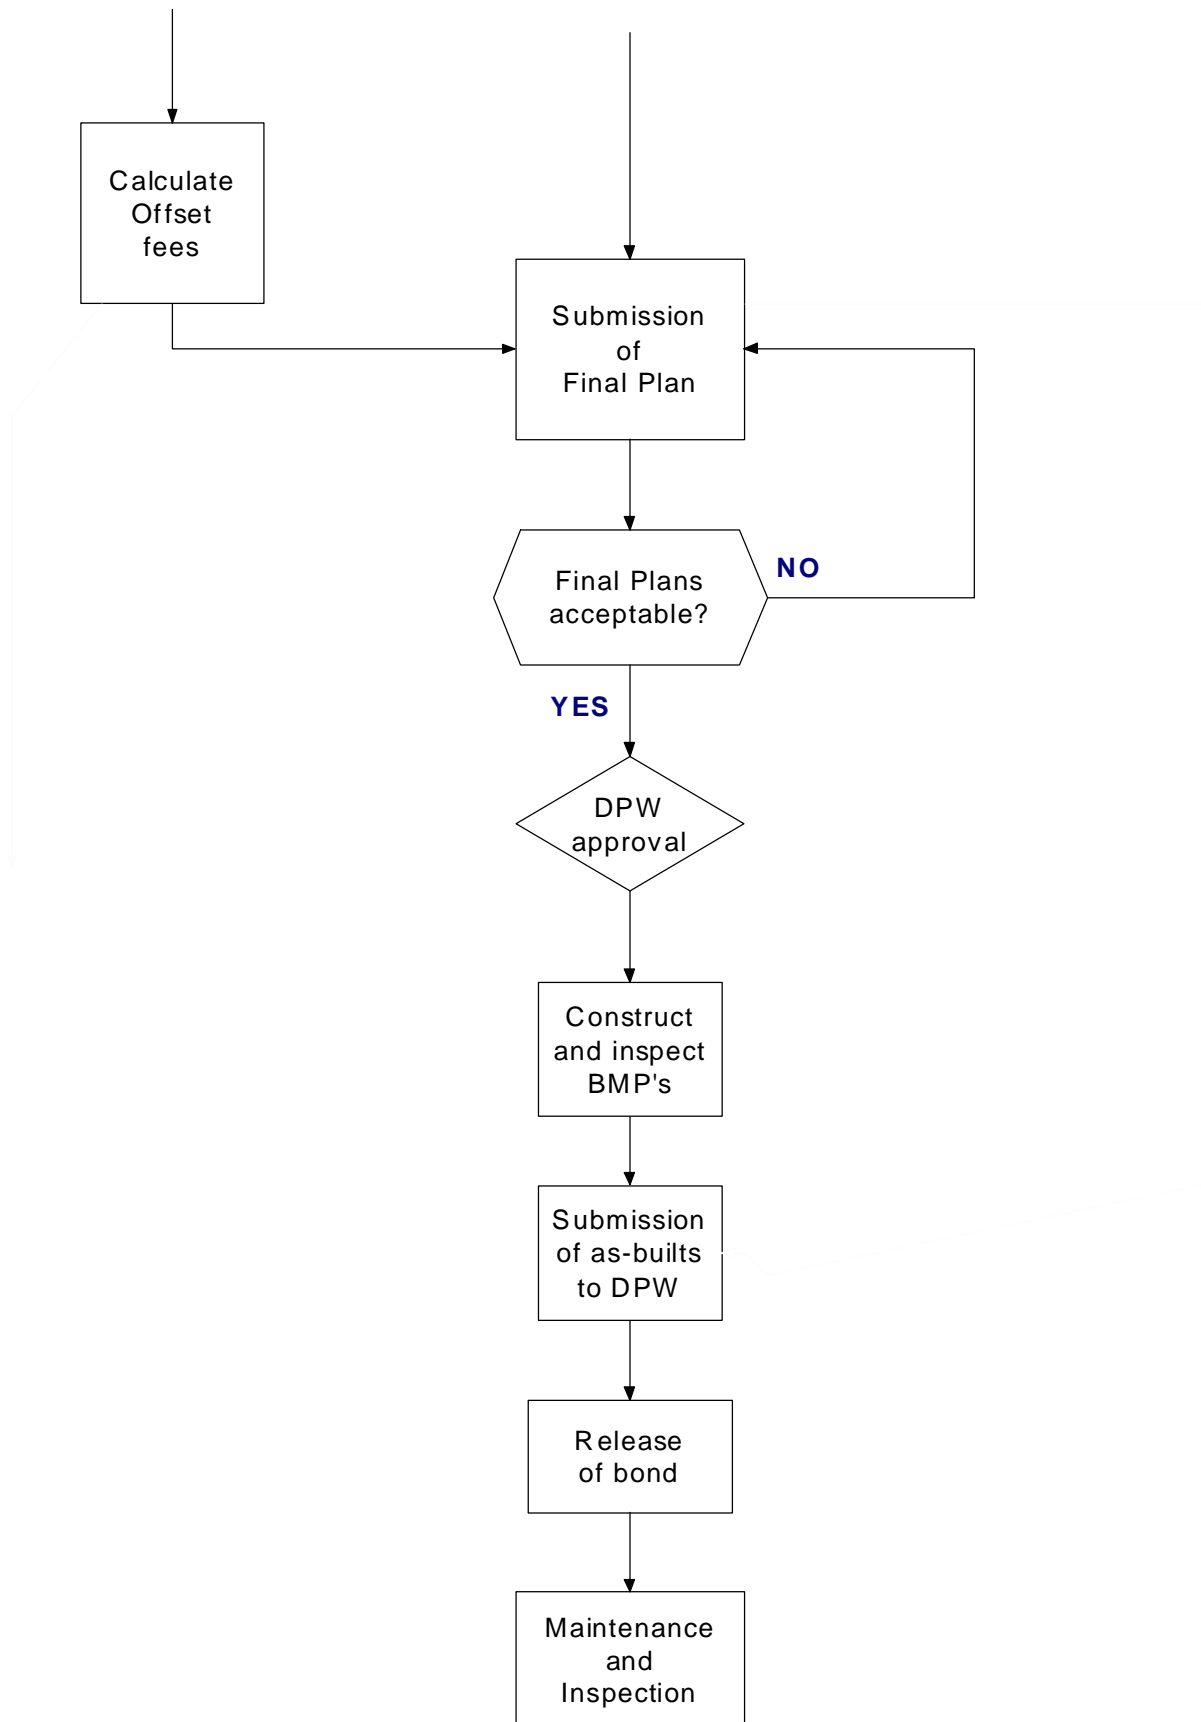 Calculate
Offset
fees
Submission
of
Final Plan
Final Plans
acceptable?
NO
YES
DPW
approval
Construct
and inspect
BMP's
Submission
of as-builts
to DPW
Release
of bond
Maintenance
and
Inspection